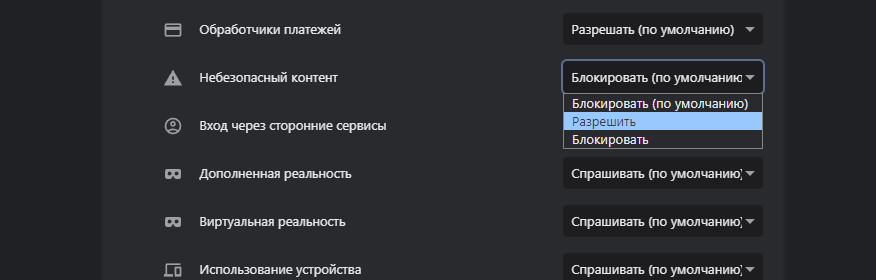 Обработчики платежей Разрешать (по умолчанию)
Небезопасный контент Блокировать (по умолчанию
Блокировать (по умолчанию)
Разрешить
Вход через сторонние сервисы
Блокировать
Дополненная реальность Спрашивать (по умолчанию)
Виртуальная реальность Спрашивать (по умолчанию)
Использование устройства Спрашивать (по умолчанию)